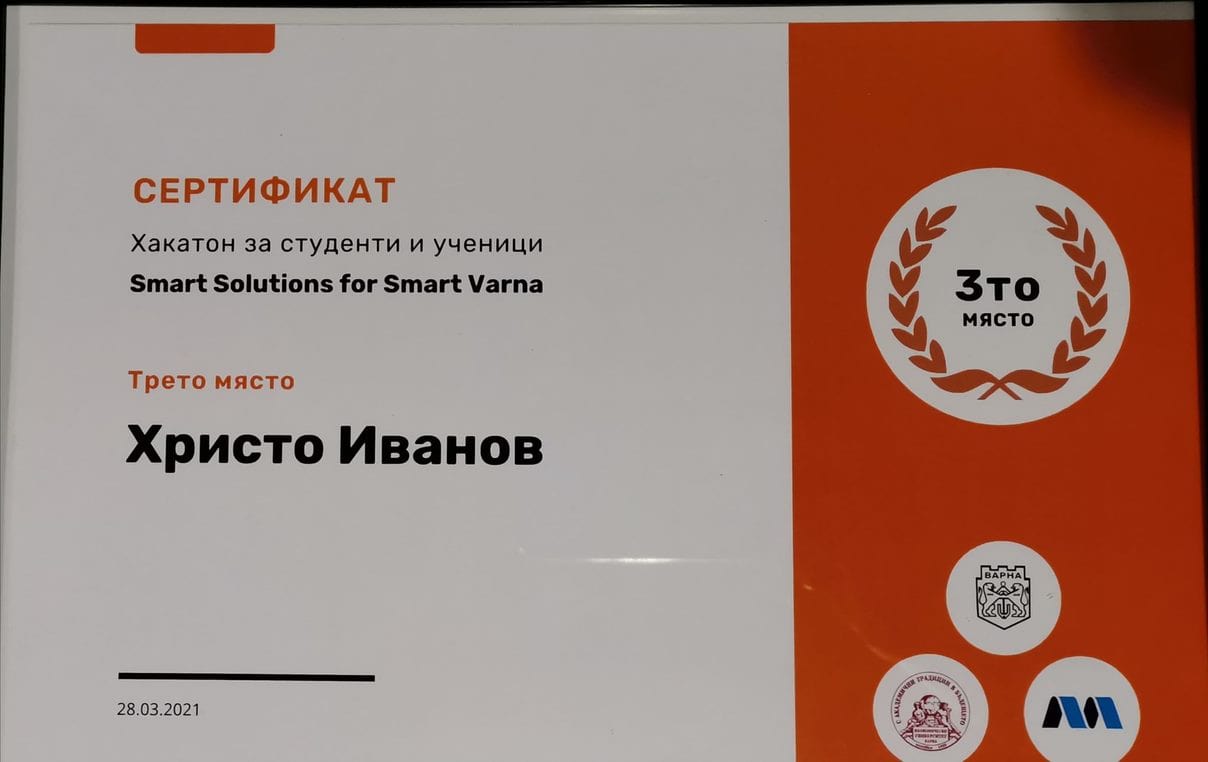 СЕРТИФИКАТ
Хакатон за студенти и ученици
Smart Solutions for Smart Varna
Трето място
Христо Иванов
28.03.2021
3то
място
ВАРНА
С АКАДЕМИЧНИ ТРАДИЦИИ В БЪДЕЩЕТО
ИКОНОМИЧЕСКИ
УНИВЕРСИТЕТ
ВАРНА